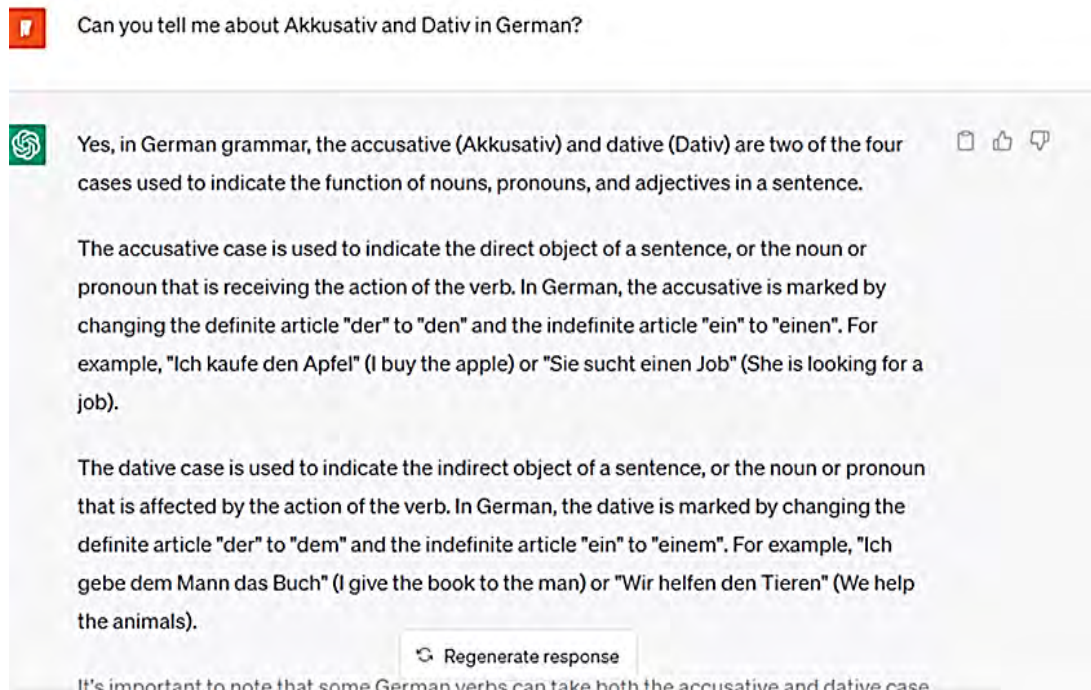 Can you tell me about Akkusativ and Dativ in German?
Yes, in German grammar, the accusative (Akkusativ) and dative (Dativ) are two of the four
cases used to indicate the function of nouns, pronouns, and adjectives in a sentence.
The accusative case is used to indicate the direct object of a sentence, or the noun or
pronoun that is receiving the action of the verb. In German, the accusative is marked by
changing the definite article "der" to "den" and the indefinite article "ein" to "einen". For
example, "Ich kaufe den Apfel" (I buy the apple) or "Sie sucht einen Job" (She is looking for a
job).
The dative case is used to indicate the indirect object of a sentence, or the noun or pronoun
that is affected by the action of the verb. In German, the dative is marked by changing the
definite article "der" to "dem" and the indefinite article "ein" to "einem". For example, "Ich
gebe dem Mann das Buch" (I give the book to the man) or "Wir helfen den Tieren" (We help
the animals).
Regenerate response
It's important to note that some German verbs can take both the accusative and dative case